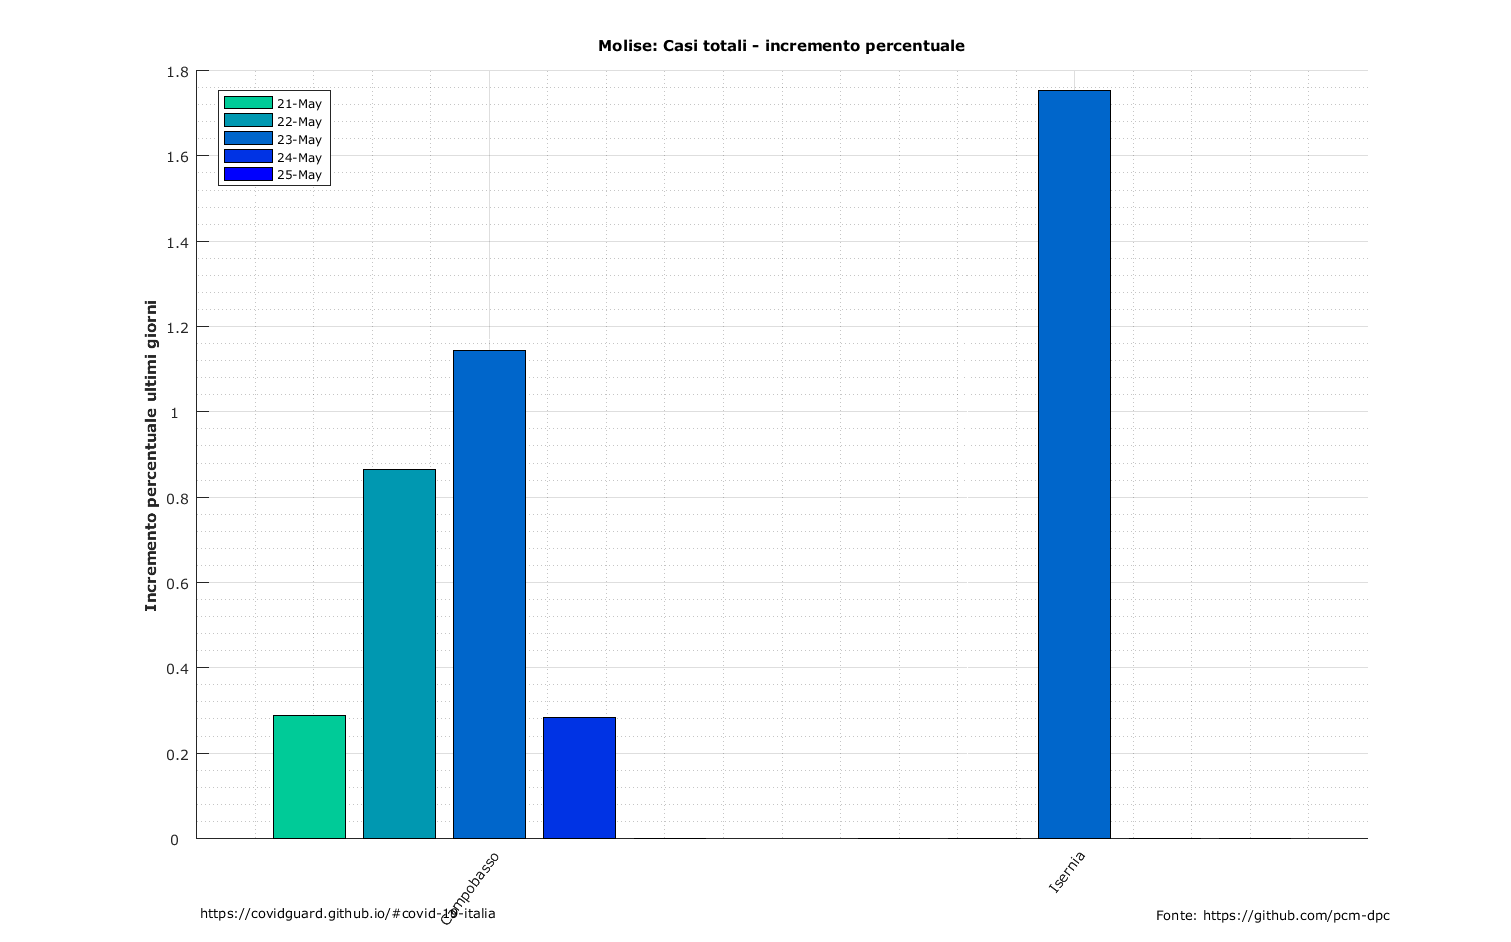 Molise: Casi totali - incremento percentuale
Incremento percentuale ultimi giorni
1.8
1.6
1.4
1.2
1
0.8
0.6
0.4
0.2
0
21-May
22-May
23-May
24-May
25-May
Campobasso
Isernia
https://covidguard.github.io/#covid-19-italia
Fonte: https://github.com/pcm-dpc